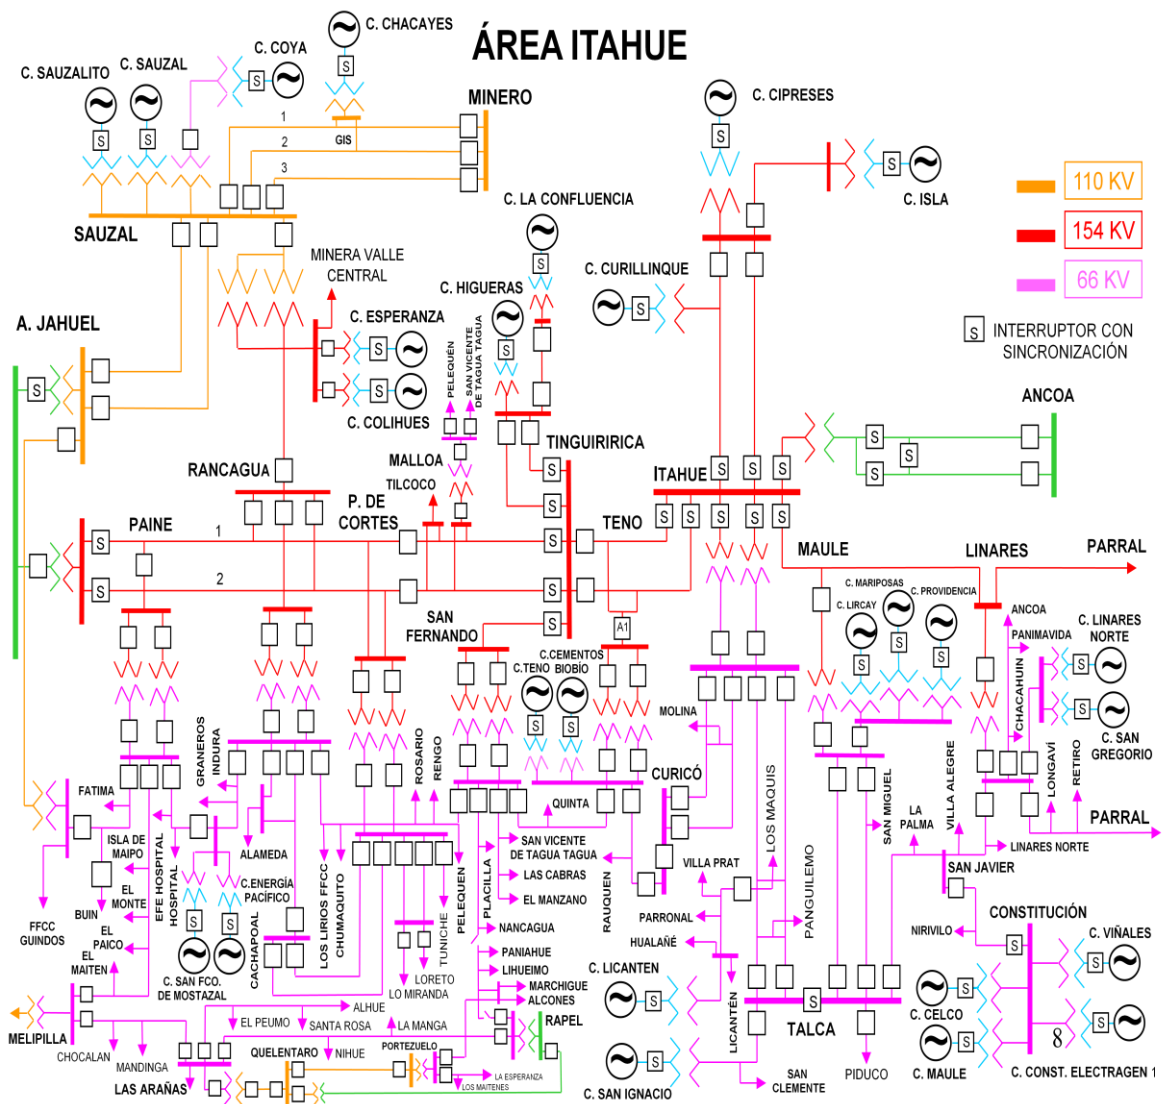 ÁREA ITAHUE
C. CHACAYES
C. COYA
C. SAUZAL
C. SAUZALITO
S
S
S
S
MINERO
1
2
3
GIS
SAUZAL
C. CIPRESES
S
S
C. ISLA
110 KV
154 KV
66 KV
S
INTERRUPTOR CON
SINCRONIZACIÓN
C. LA CONFLUENCIA
S
MINERA VALLE
CENTRAL
C. HIGUERAS
S
C. CURILLINQUE
S
A. JAHUEL
S
C. ESPERANZA
S
S
C. COLIHUES
PELEQUÉN
SAN VICENTE
DE TAGUA TAGUA
ANCOA
S
S
S
RANCAGUA
MALLOA
TILCOCO
TINGUIRIRICA
S
S
S
S
S
ITAHUE
S
S
S
S
S
S
S
S
PAINE
1
2
S
S
P. DE
CORTES
TENO
A1
MAULE
LINARES
PARRAL
SAN
FERNANDO
C. MARIPOSAS
C. LIRCAY
C. PROVIDENCIA
S
S
S
ANCOA
PANIMAVIDA
C. LINARES
NORTE
S
S
C. SAN
GREGORIO
CHACAHUIN
C.TENO
C.CEMENTOS
BIOBÍO
S
S
MOLINA
CURICÓ
GRANEROS
INDURA
ROSARIO
RENGO
FATIMA
ISLA DE
MAIPO
EL
MONTE
EFE HOSPITAL
HOSPITAL
ALAMEDA
C.ENERGÍA
PACÍFICO
S
S
C. SAN FCO.
DE MOSTAZAL
CACHAPOAL
LOS LIRIOS FFCC
CHUMAQUITO
PELEQUEN
PLACILLA
QUINTA
SAN VICENTE
DE TAGUA TAGUA
LAS CABRAS
EL MANZANO
RAUQUEN
LOS MAQUIS
VILLA PRAT
PARRONAL
HUALAÑÉ
PANGUILEMO
SAN MIGUEL
LA
PALMA
VILLA ALEGRE
LONGAVÍ
RETIRO
PARRAL
LINARES NORTE
SAN JAVIER
FFCC
GUINDOS
BUIN
EL
PAICO
EL
MAITEN
MELIPILLA
CHOCALAN
MANDINGA
LAS ARAÑAS
EL PEUMO
ALHUE
SANTA ROSA
NIHUE
LA MANGA
TUNICHE
LORETO
LO MIRANDA
NANCAGUA
PANIAHUE
LIHUEIMO
MARCHIGUE
ALCONES
RAPEL
QUELENTARO
PORTEZUELO
LA ESPERANZA
LOS MAITENES
C. LICANTEN
S
LICANTÉN
C. SAN IGNACIO
S
SAN
CLEMENTE
TALCA
S
PIDUCO
NIRIVILO
CONSTITUCIÓN
S
C. VIÑALES
S
C. CELCO
S
C. MAULE
S
8
S
C. CONST. ELECTRAGEN 1